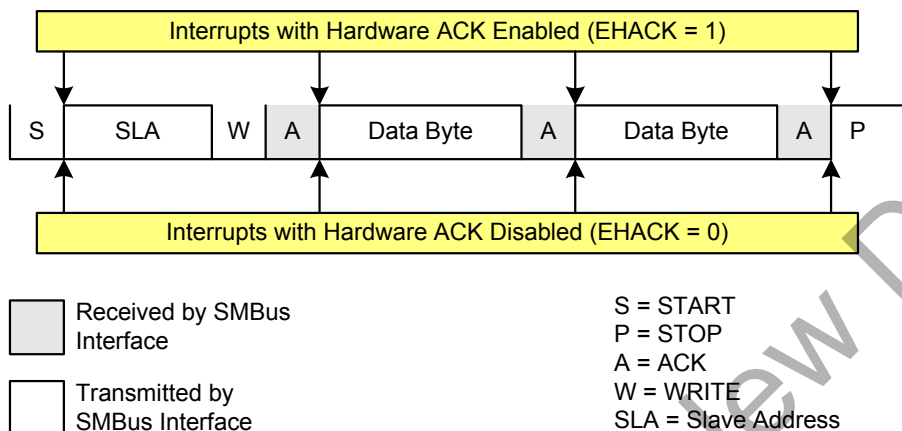 Interrupts with Hardware ACK Enabled (EHACK = 1)
S SLA W A Data Byte A Data Byte A P
Interrupts with Hardware ACK Disabled (EHACK = 0)
Received by SMBus
Interface
Transmitted by
SMBus Interface
S = START
P = STOP
A = ACK
W = WRITE
SLA = Slave Address